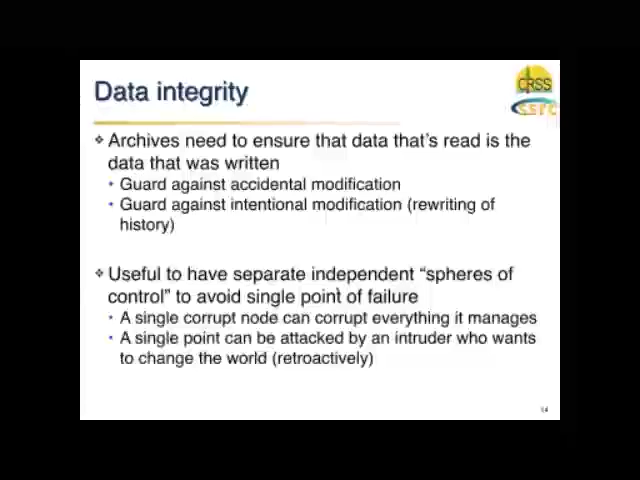 Data integrity
CRSS
ssrc
❖ Archives need to ensure that data that's read is the
data that was written
• Guard against accidental modification
• Guard against intentional modification (rewriting of
history)
❖ Useful to have separate independent “spheres of
control” to avoid single point of failure
• A single corrupt node can corrupt everything it manages
• A single point can be attacked by an intruder who wants
to change the world (retroactively)
14